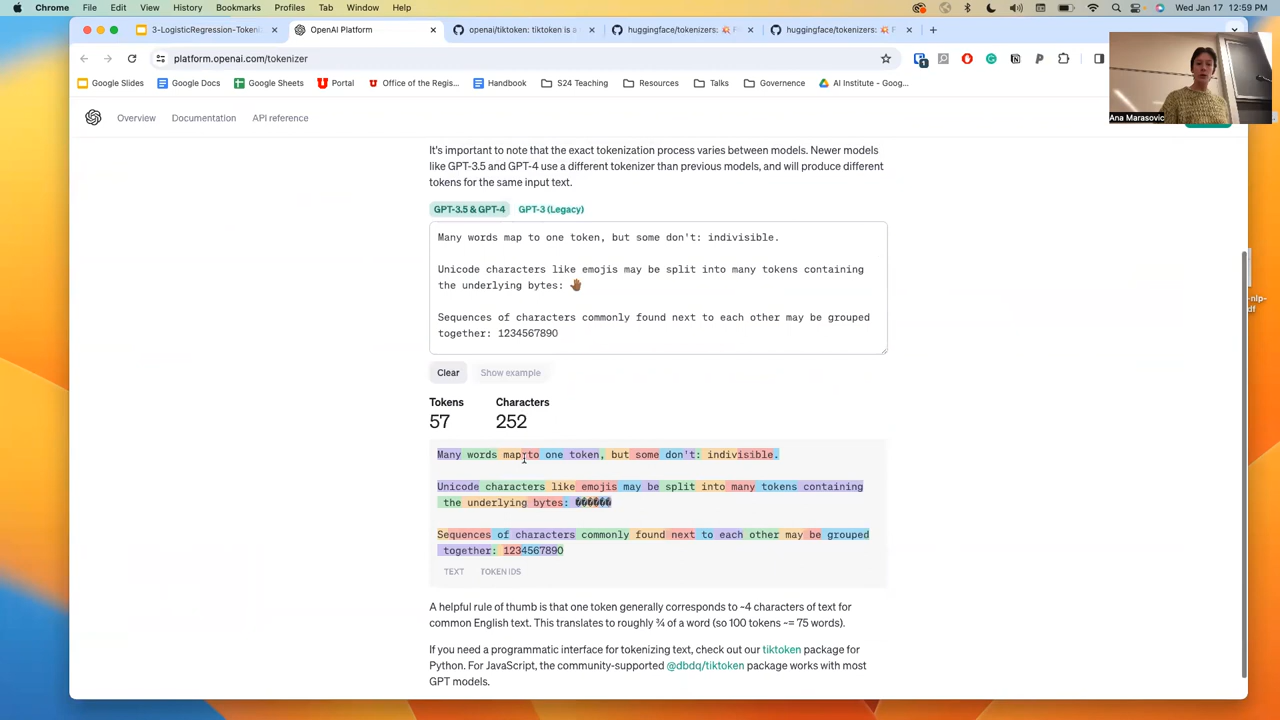 Chrome File Edit View History Bookmarks Profiles Tab Window Help Wed Jan 17 12:59 PM
3-LogisticRegression-Token OpenAI Platform openai/tiktoken: tiktoken is a huggingface/tokenizers: huggingface/tokenizers:
platform.openai.com/tokenizer
Google Slides Google Docs Google Sheets Portal Office of the Regis... Handbook S24 Teaching Resources Talks Governance AI Institute - Goog...
Ana Marasovic
Overview Documentation API reference
It's important to note that the exact tokenization process varies between models. Newer models
like GPT-3.5 and GPT-4 use a different tokenizer than previous models, and will produce different
tokens for the same input text.
GPT-3.5 & GPT-4 GPT-3 (Legacy)
Many words map to one token, but some don't: indivisible.
Unicode characters like emojis may be split into many tokens containing
the underlying bytes: 🤚🏾
Sequences of characters commonly found next to each other may be grouped
together: 1234567890
Clear Show example
Tokens Characters
57 252
Many words map to one token, but some don't: indivisible.
Unicode characters like emojis may be split into many tokens containing
the underlying bytes: ������
Sequences of characters commonly found next to each other may be grouped
together: 1234567890
TEXT TOKEN IDS
A helpful rule of thumb is that one token generally corresponds to ~4 characters of text for
common English text. This translates to roughly ¾ of a word (so 100 tokens ~= 75 words).
If you need a programmatic interface for tokenizing text, check out our tiktoken package for
Python. For JavaScript, the community-supported @dbdq/tiktoken package works with most
GPT models.